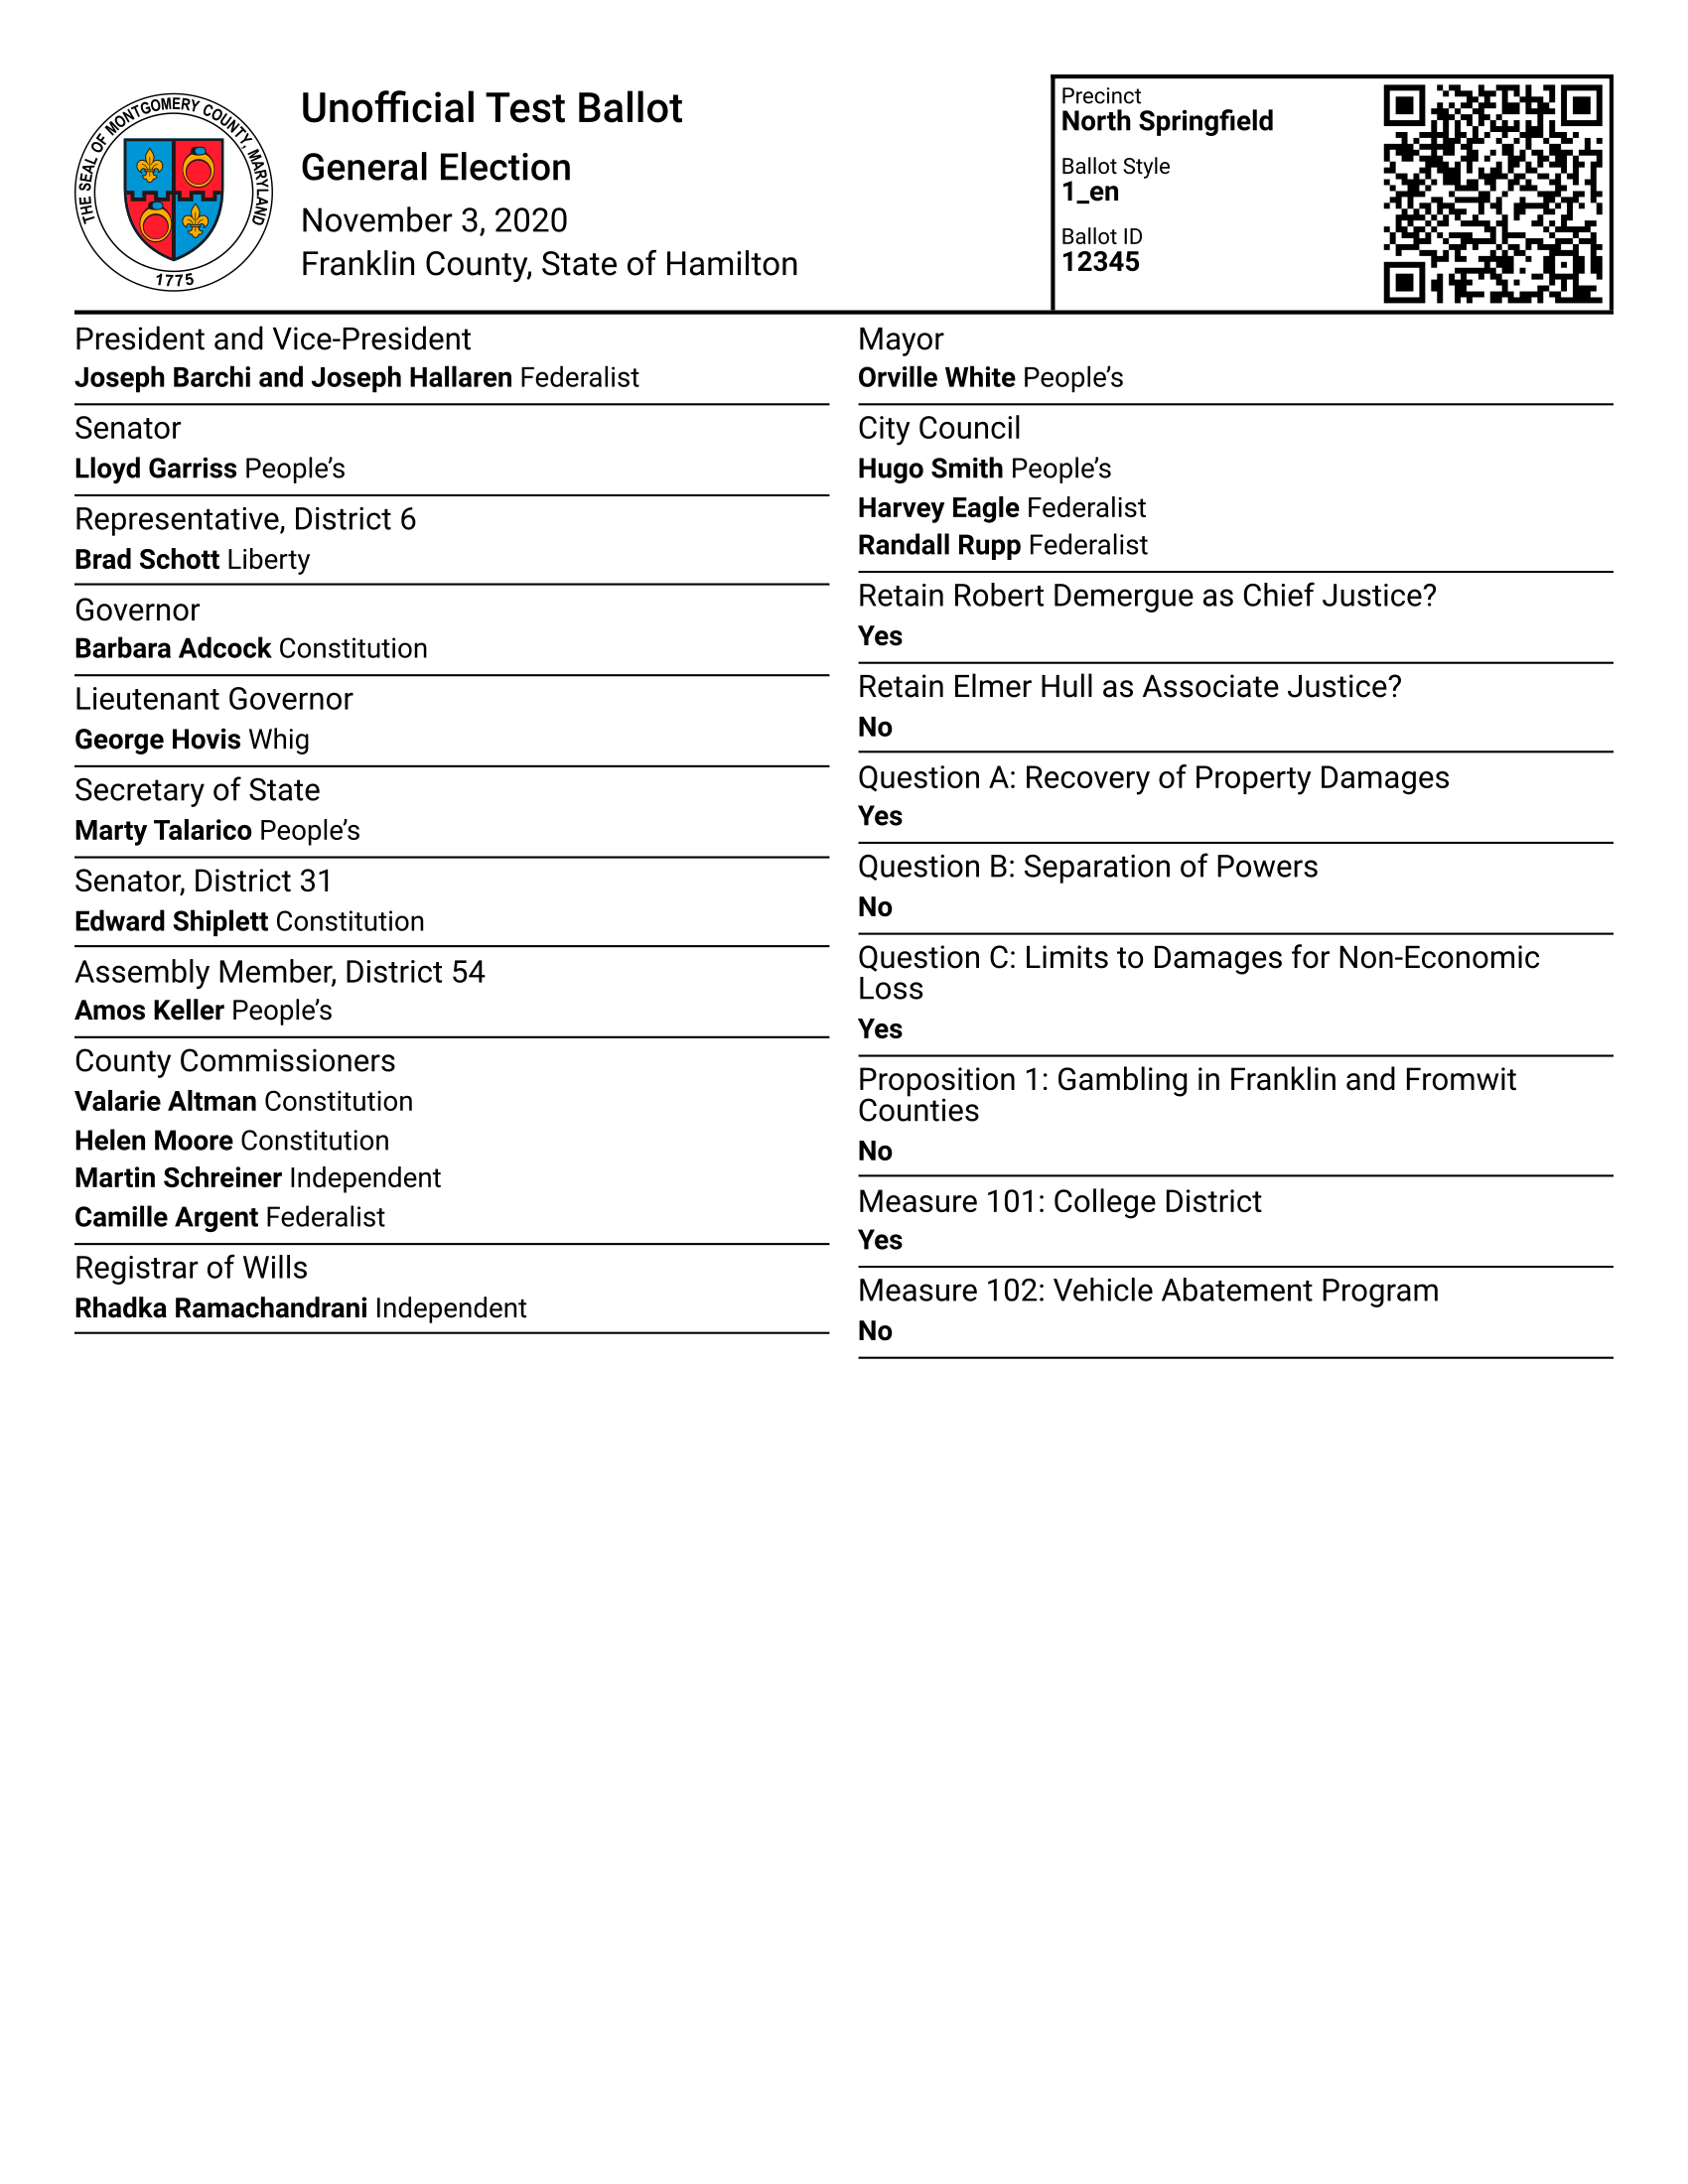 THE SEAL OF MONTGOMERY COUNTY, MARYLAND
1775
Unofficial Test Ballot
General Election
November 3, 2020
Franklin County, State of Hamilton
Precinct
North Springfield
Ballot Style
1_en
Ballot ID
12345
President and Vice-President
Joseph Barchi and Joseph Hallaren Federalist
Senator
Lloyd Garriss People’s
Representative, District 6
Brad Schott Liberty
Governor
Barbara Adcock Constitution
Lieutenant Governor
George Hovis Whig
Secretary of State
Marty Talarico People’s
Senator, District 31
Edward Shiplett Constitution
Assembly Member, District 54
Amos Keller People’s
County Commissioners
Valarie Altman Constitution
Helen Moore Constitution
Martin Schreiner Independent
Camille Argent Federalist
Registrar of Wills
Rhadka Ramachandrani Independent
Mayor
Orville White People’s
City Council
Hugo Smith People’s
Harvey Eagle Federalist
Randall Rupp Federalist
Retain Robert Demergue as Chief Justice?
Yes
Retain Elmer Hull as Associate Justice?
No
Question A: Recovery of Property Damages
Yes
Question B: Separation of Powers
No
Question C: Limits to Damages for Non-Economic
Loss
Yes
Proposition 1: Gambling in Franklin and Fromwit
Counties
No
Measure 101: College District
Yes
Measure 102: Vehicle Abatement Program
No